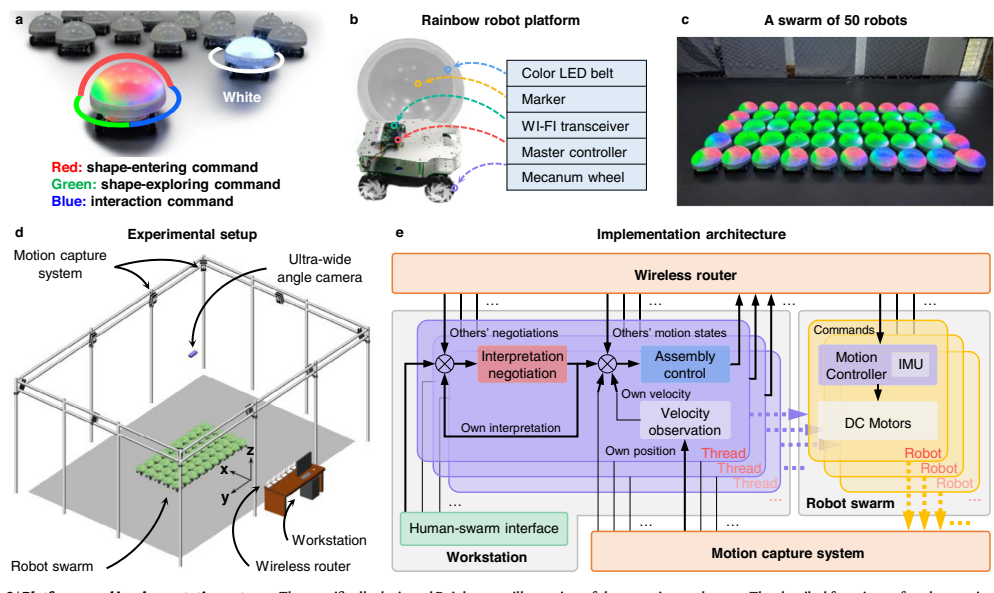 a
White
Red: shape-entering command
Green: shape-exploring command
Blue: interaction command
b
Rainbow robot platform
Color LED belt
Marker
WI-FI transceiver
Master controller
Mecanum wheel
c
A swarm of 50 robots
d
Experimental setup
Motion capture
system
Ultra-wide
angle camera
z
x
y
Workstation
Robot swarm
Wireless router
e
Implementation architecture
Wireless router
...
...
...
...
Others' negotiations
Others' motion states
Commands
Interpretation
negotiation
Assembly
control
Motion
Controller
IMU
Own velocity
Velocity
observation
DC Motors
Own interpretation
Own position
Thread
Thread
Thread
...
Robot
Robot
Robot
...
Robot swarm
...
...
...
Human-swarm interface
Workstation
Motion capture system